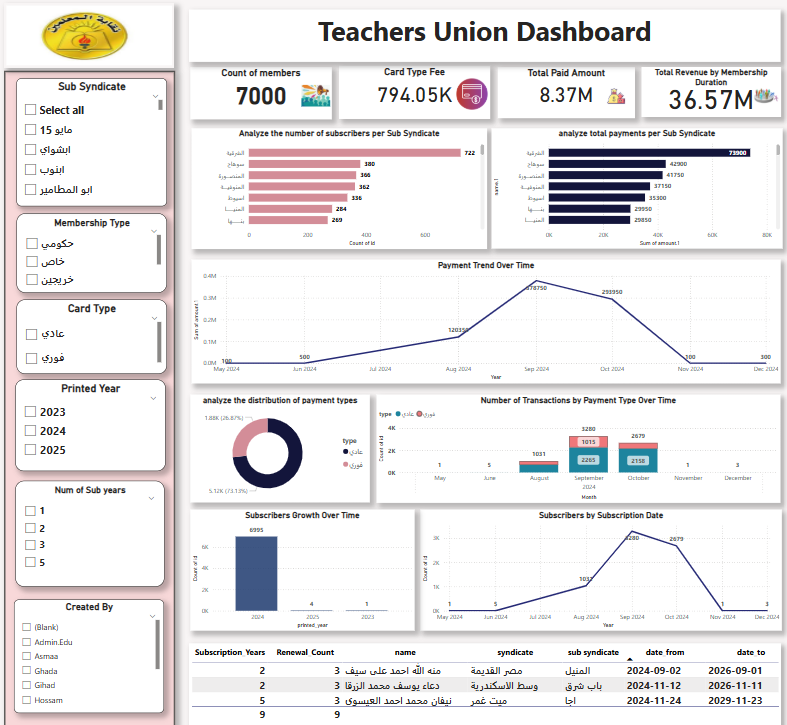 نقابة المعلمين
Teachers Union Dashboard
Sub Syndicate
Select all
15 مايو
ابشواي
ابنوب
ابو المطامير
Membership Type
حكومي
خاص
خريجين
Card Type
عادي
فوري
Printed Year
2023
2024
2025
Num of Sub years
1
2
3
5
Created By
(Blank)
Admin.Edu
Asmaa
Ghada
Gihad
Hossam
Count of members
7000
Card Type Fee
794.05K
Total Paid Amount
8.37M
Total Revenue by Membership
Duration
36.57M
Analyze the number of subscribers per Sub Syndicate
الشرقية 722
سوهاج 380
المنصورة 366
المنوفية 362
اسيوط 336
المنيا 284
بنها 269
0 200 400 600
Count of id
analyze total payments per Sub Syndicate
name.1
الشرقية 73900
سوهاج 42900
المنصورة 41750
المنوفية 37150
اسيوط 35300
بنها 29950
المنيا 29850
0K 20K 40K 60K 80K
Sum of amount.1
Payment Trend Over Time
Sum of amount.1
0.4M
0.3M
0.2M
0.1M
0.0M
100 500 378750 293950 100 300
May 2024 Jun 2024 Jul 2024 Aug 2024 Sep 2024 Oct 2024 Nov 2024 Dec 2024
Year
analyze the distribution of payment types
1.88K (26.87%)
5.12K (73.13%)
type
عادي
فوري
Number of Transactions by Payment Type Over Time
type عادي فوري
Count of id
4K
2K
0K
1 5 1031 3280 2679 1 3
1015
2265 2158
May June August September October November December
2024
Month
Subscribers Growth Over Time
Count of id
6K
4K
2K
0K
6995 4 1
2024 2025 2023
printed_year
Subscribers by Subscription Date
Count of id
3K
2K
1K
0K
1 5 1031 3280 2679 1 3
May 2024 Jun 2024 Jul 2024 Aug 2024 Sep 2024 Oct 2024 Nov 2024 Dec 2024
Year
Subscription_Years Renewal_Count name syndicate sub syndicate date_from date to
2 3 منه الله احمد على سيف مصر القديمة المنيل 2024-09-02 2026-09-01
2 3 دعاء يوسف محمد الزرقا وسط الاسكندرية باب شرق 2024-11-12 2026-11-11
5 3 نيفان محمد احمد العيسوى ميت غمر اجا 2024-11-24 2029-11-23
9 9